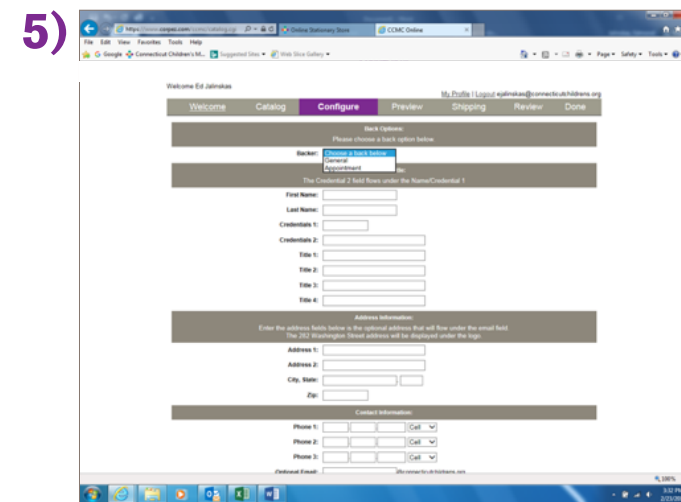 5)
Online Stationary Store
CCMC Online
File Edit View Favorites Tools Help
Google Connecticut Children's M... Suggested Sites Web Slice Gallery
Page Safety Tools
Welcome Ed Jalinskas
My Profile | Logout ejalinskas@connecticutchildrens.org
Welcome Catalog Configure Preview Shipping Review Done
Back Options:
Please choose a back option below
Backer: Choose a back below
General
Appointment
The Credential 2 field flows under the Name/Credential 1
First Name:
Last Name:
Credentials 1:
Credentials 2:
Title 1:
Title 2:
Title 3:
Title 4:
Address Information:
Enter the address fields below is the optional address that will flow under the email field
The 282 Washington Street address will be displayed under the logo.
Address 1:
Address 2:
City, State:
Zip:
Contact Information:
Phone 1: Cell
Phone 2: Cell
Phone 3: Cell
Optional Email: @connecticutchildrens.org
100%
3:32 PM